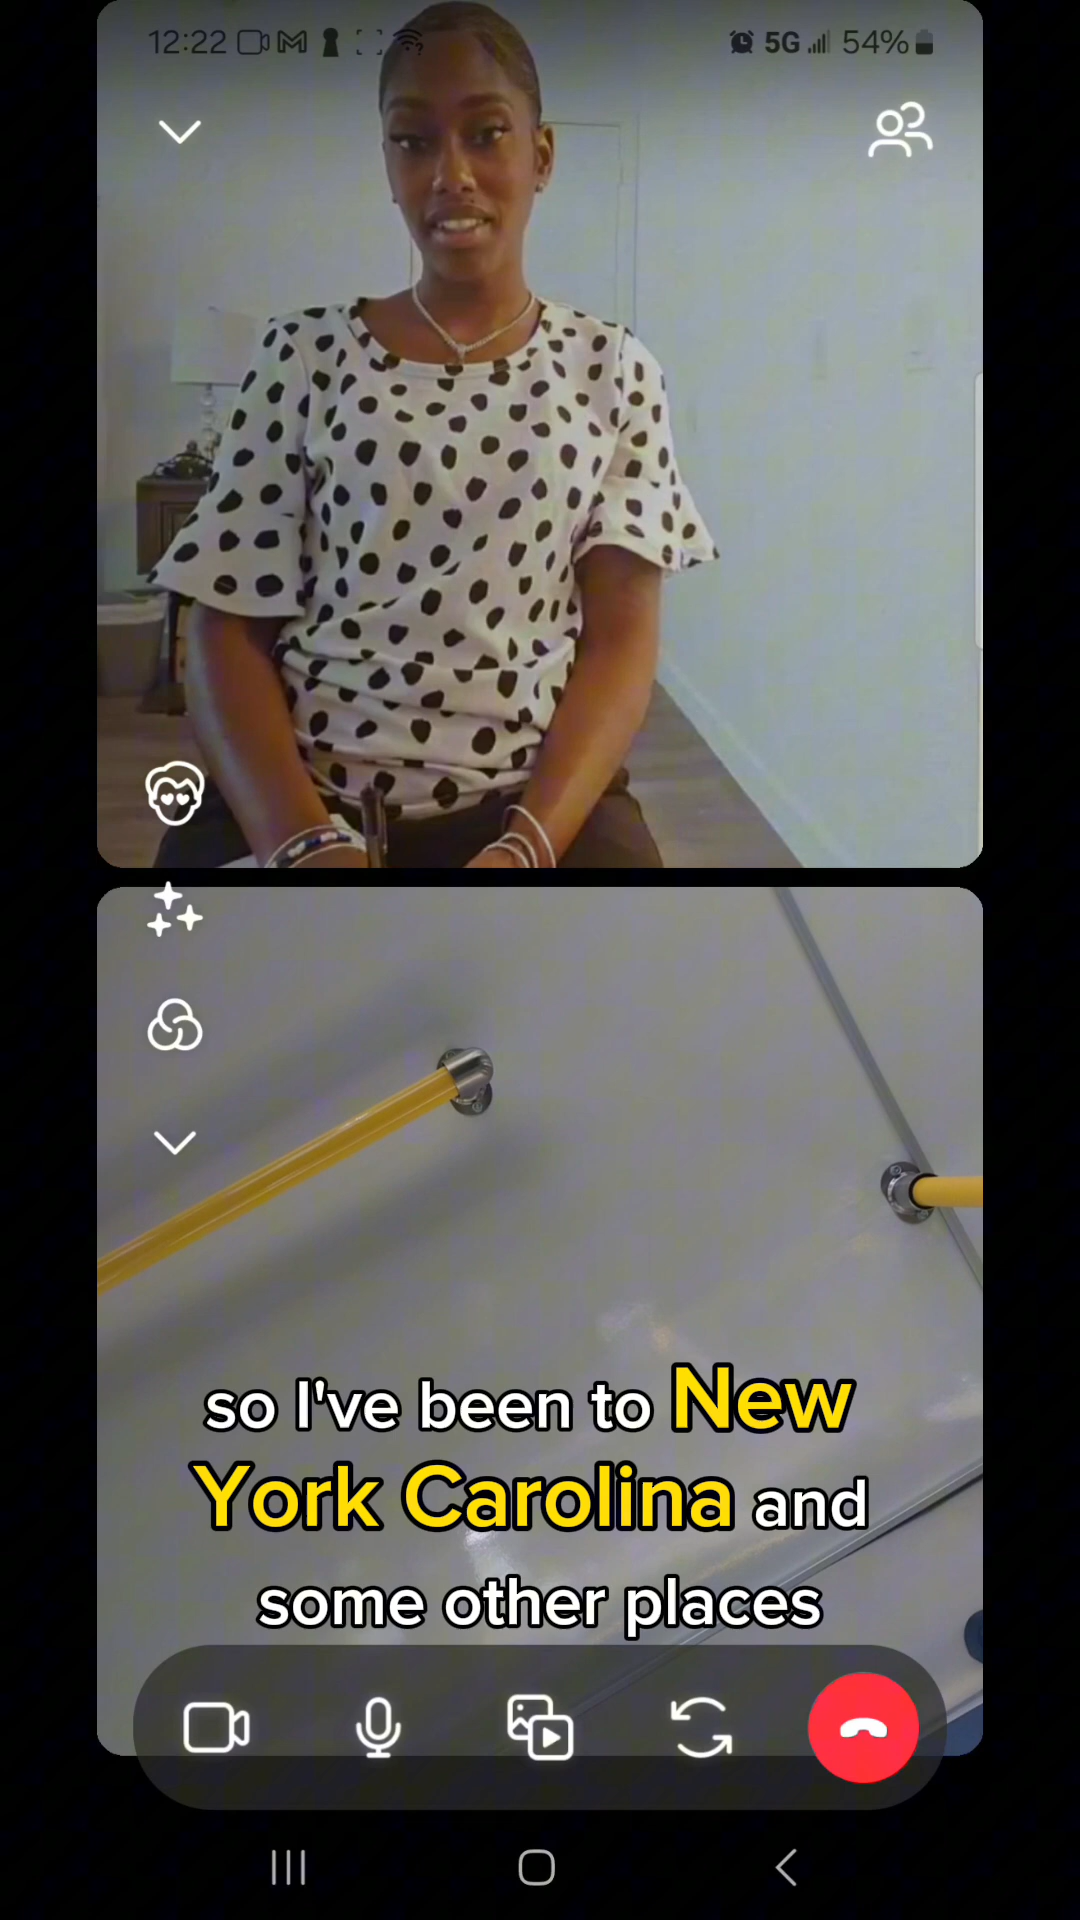 12:22 5G 54%
so I've been to New
York Carolina and
some other places